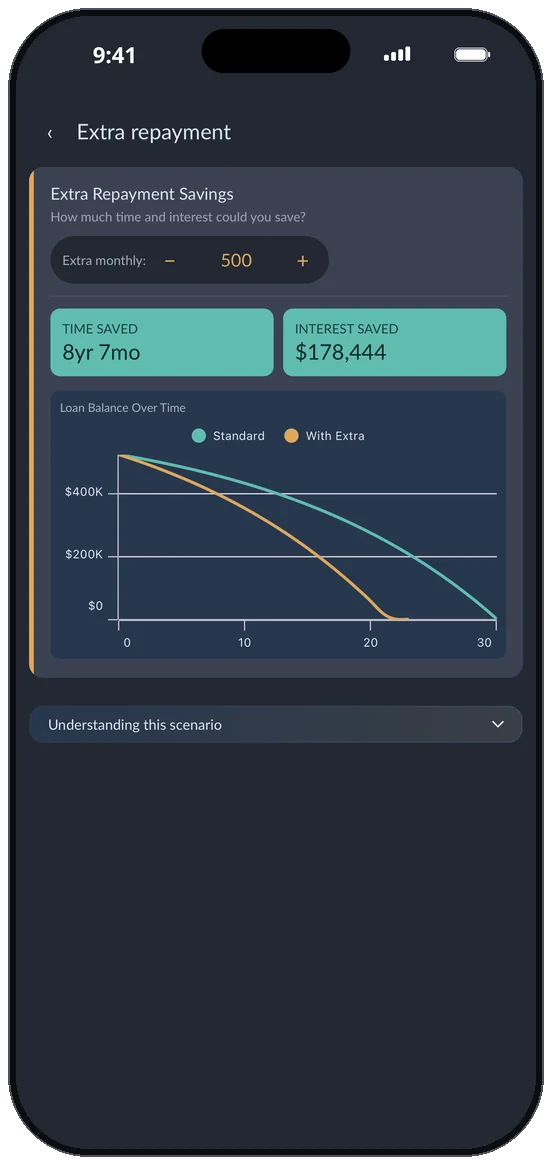 9:41
‹ Extra repayment
Extra Repayment Savings
How much time and interest could you save?
Extra monthly: − 500 +
TIME SAVED
8yr 7mo
INTEREST SAVED
$178,444
Loan Balance Over Time
Standard With Extra
$400K
$200K
$0
0 10 20 30
Understanding this scenario